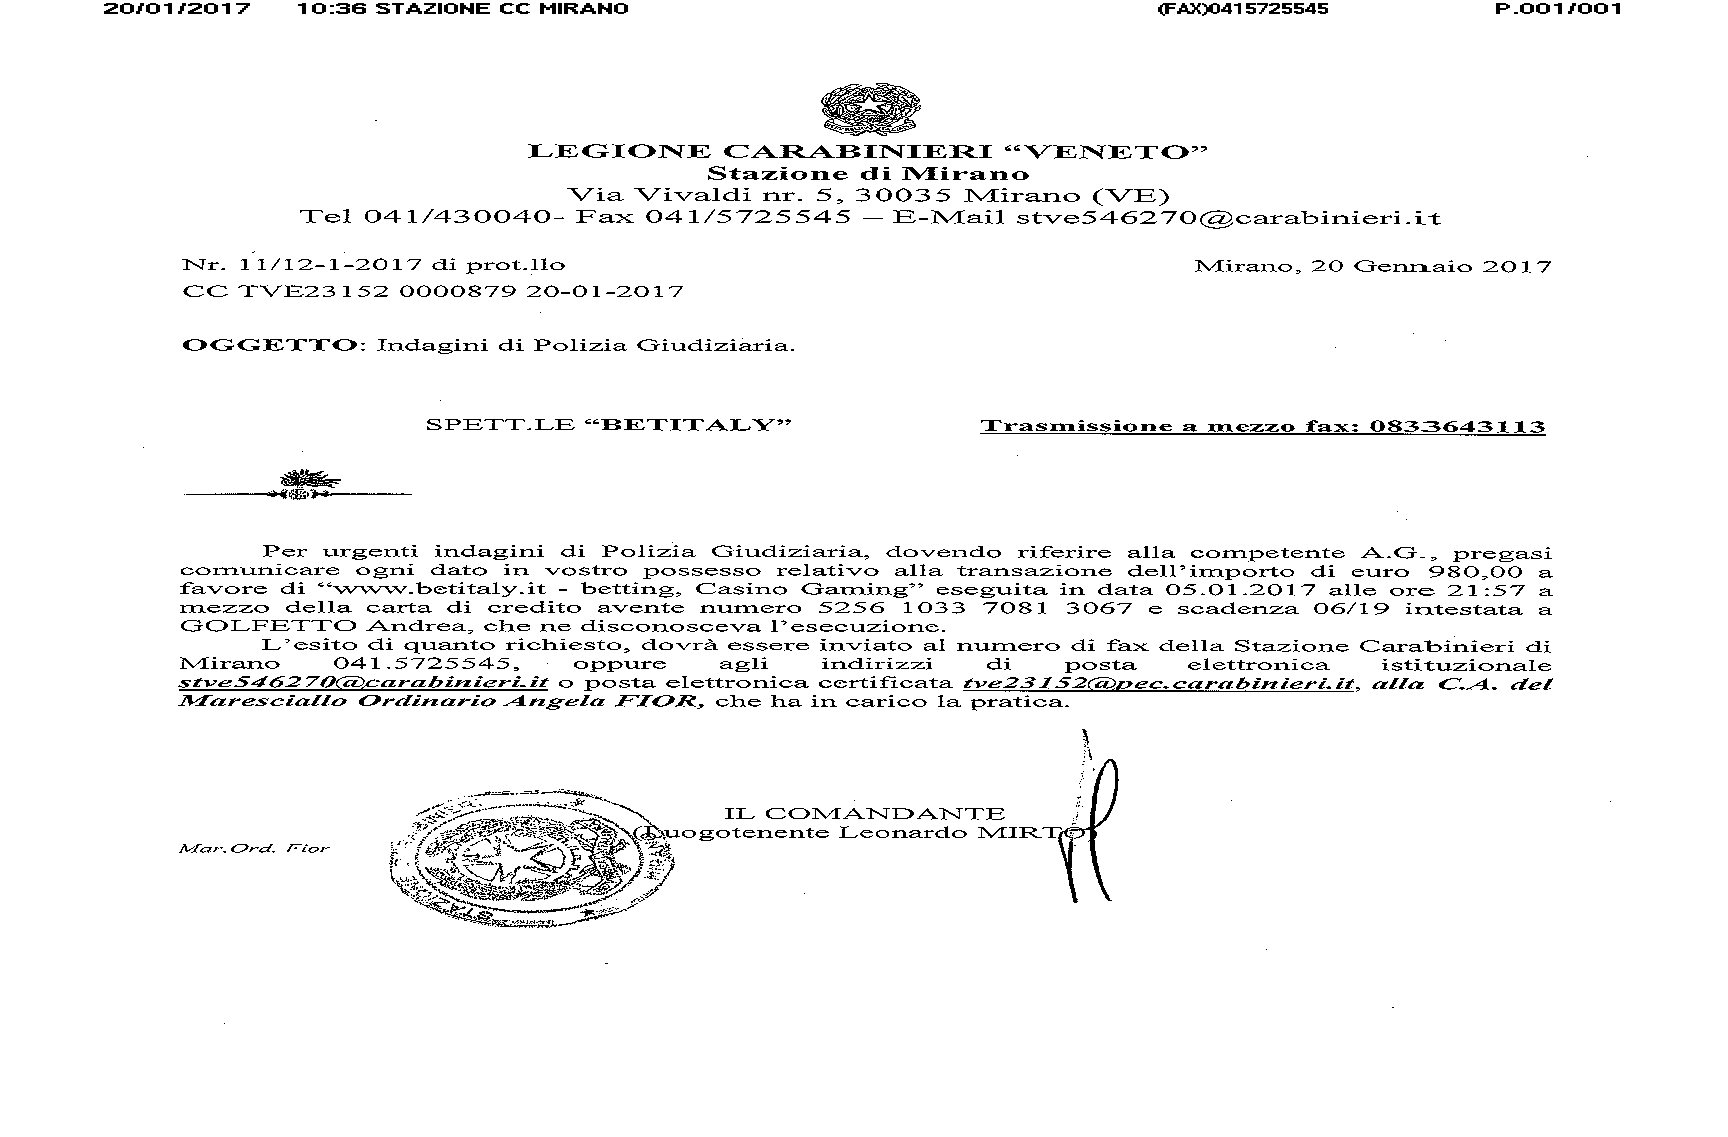 20/01/2017 10:36 STAZIONE CC MIRANO (FAX)0415725545 P.001/001
LEGIONE CARABINIERI “VENETO”
Stazione di Mirano
Via Vivaldi nr. 5, 30035 Mirano (VE)
Tel 041/430040- Fax 041/5725545 – E-Mail stve546270@carabinieri.it
Nr. 11/12-1-2017 di prot.llo Mirano, 20 Gennaio 2017
CC TVE23152 0000879 20-01-2017
OGGETTO: Indagini di Polizia Giudiziaria.
SPETT.LE “BETITALY” Trasmissione a mezzo fax: 0833643113
Per urgenti indagini di Polizia Giudiziaria, dovendo riferire alla competente A.G., pregasi
comunicare ogni dato in vostro possesso relativo alla transazione dell’importo di euro 980,00 a
favore di “www.betitaly.it - betting, Casino Gaming” eseguita in data 05.01.2017 alle ore 21:57 a
mezzo della carta di credito avente numero 5256 1033 7081 3067 e scadenza 06/19 intestata a
GOLFETTO Andrea, che ne disconosceva l’esecuzione.
L’esito di quanto richiesto, dovrà essere inviato al numero di fax della Stazione Carabinieri di
Mirano 041.5725545, oppure agli indirizzi di posta elettronica istituzionale
stve546270@carabinieri.it o posta elettronica certificata tve23152@pec.carabinieri.it, alla C.A. del
Maresciallo Ordinario Angela FIOR, che ha in carico la pratica.
IL COMANDANTE
(Luogotenente Leonardo MIRTO)
Mar.Ord. Fior